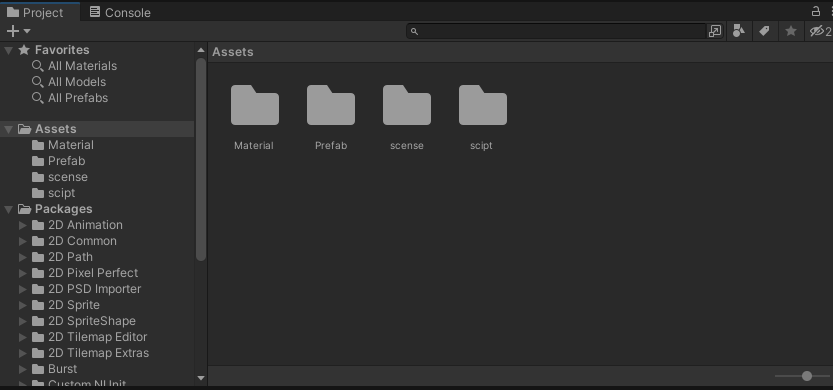 Project Console
2
Favorites
All Materials
All Models
All Prefabs
Assets
Material
Prefab
scense
scipt
Packages
2D Animation
2D Common
2D Path
2D Pixel Perfect
2D PSD Importer
2D Sprite
2D SpriteShape
2D Tilemap Editor
2D Tilemap Extras
Burst
Custom NUnit
Assets
Material Prefab scense scipt